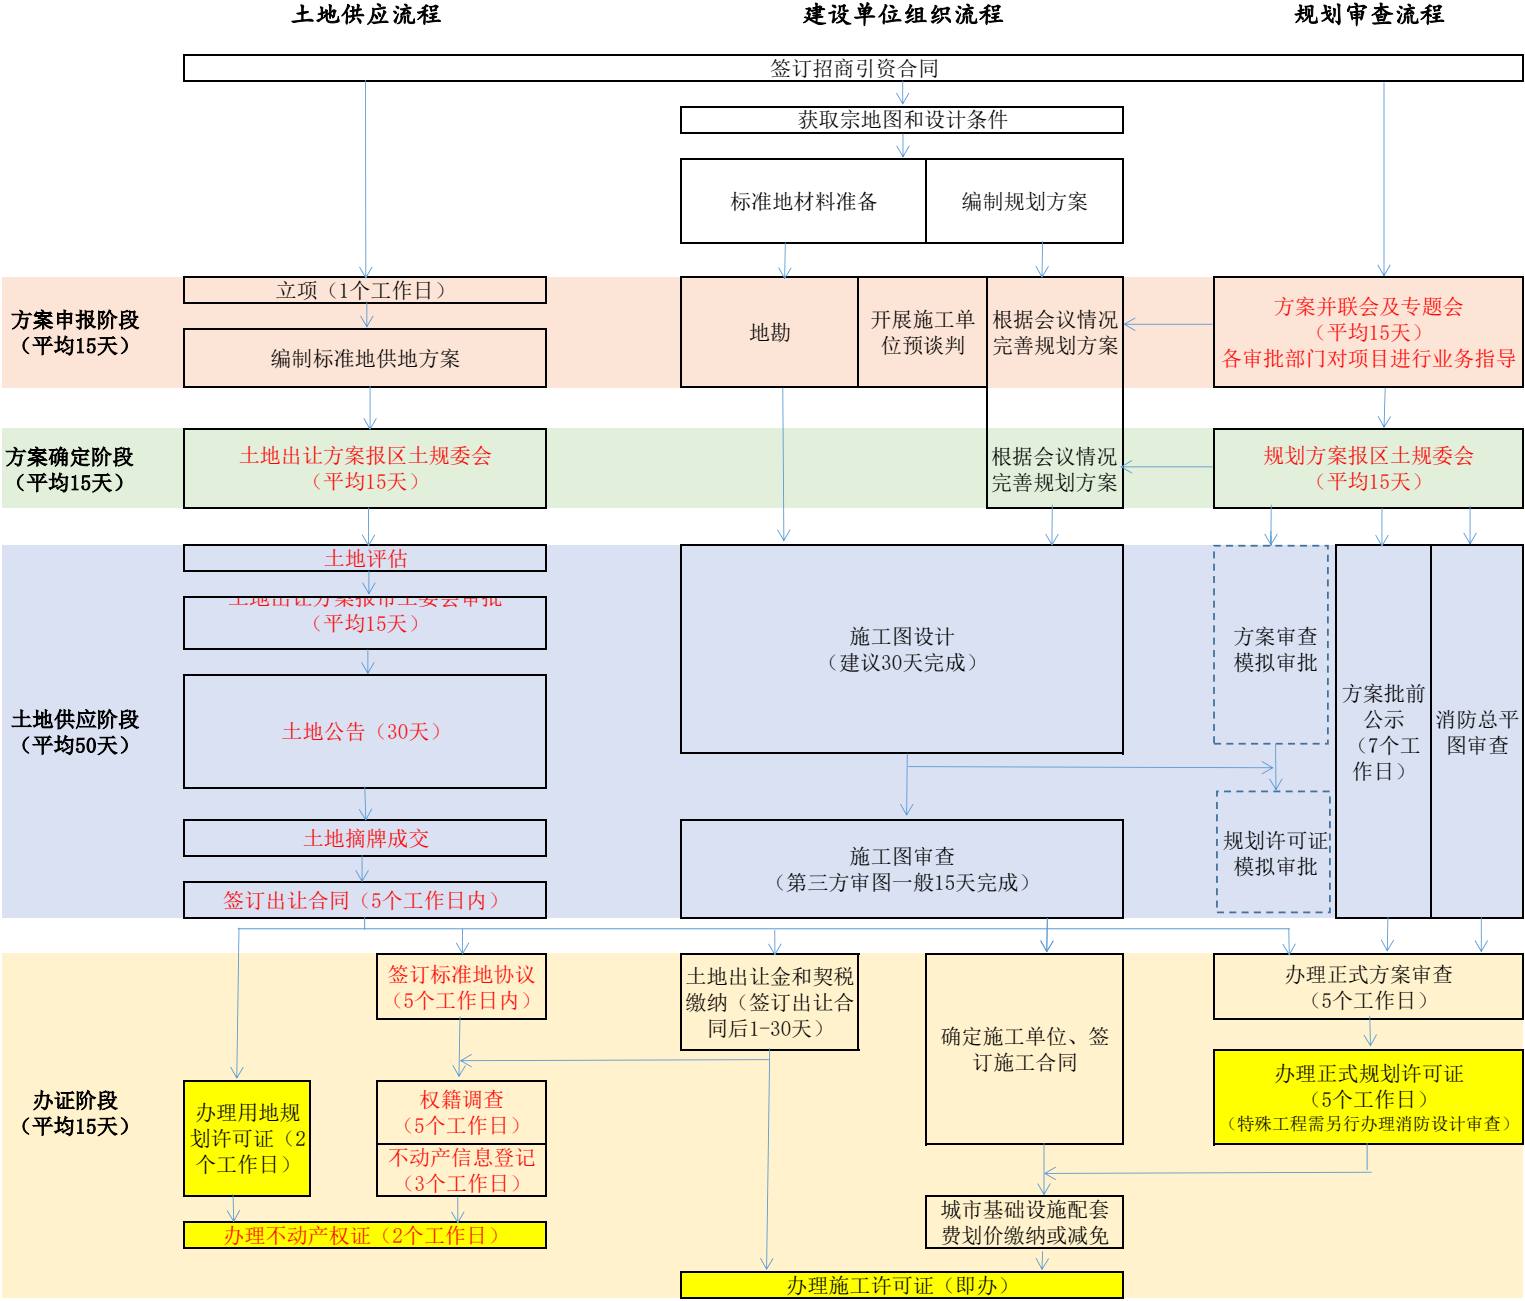 土地供应流程
建设单位组织流程
规划审查流程
签订招商引资合同
获取宗地图和设计条件
标准地材料准备
编制规划方案
方案申报阶段
（平均15天）
立项（1个工作日）
编制标准地供地方案
地勘
开展施工单
位预谈判
根据会议情况
完善规划方案
方案并联会及专题会
（平均15天）
各审批部门对项目进行业务指导
方案确定阶段
（平均15天）
土地出让方案报区土规委会
（平均15天）
根据会议情况
完善规划方案
规划方案报区土规委会
（平均15天）
土地供应阶段
（平均50天）
土地评估
土地出让方案报市土委会审批
（平均15天）
土地公告（30天）
土地摘牌成交
签订出让合同（5个工作日内）
施工图设计
（建议30天完成）
施工图审查
（第三方审图一般15天完成）
方案审查
模拟审批
规划许可证
模拟审批
方案批前
公示
（7个工
作日）
消防总平
图审查
办证阶段
（平均15天）
签订标准地协议
（5个工作日内）
土地出让金和契税
缴纳（签订出让合
同后1-30天）
确定施工单位、签
订施工合同
办理正式方案审查
（5个工作日）
办理正式规划许可证
（5个工作日）
（特殊工程需另行办理消防设计审查）
办理用地规
划许可证（2
个工作日）
权籍调查
（5个工作日）
不动产信息登记
（3个工作日）
办理不动产权证（2个工作日）
城市基础设施配套
费划价缴纳或减免
办理施工许可证（即办）